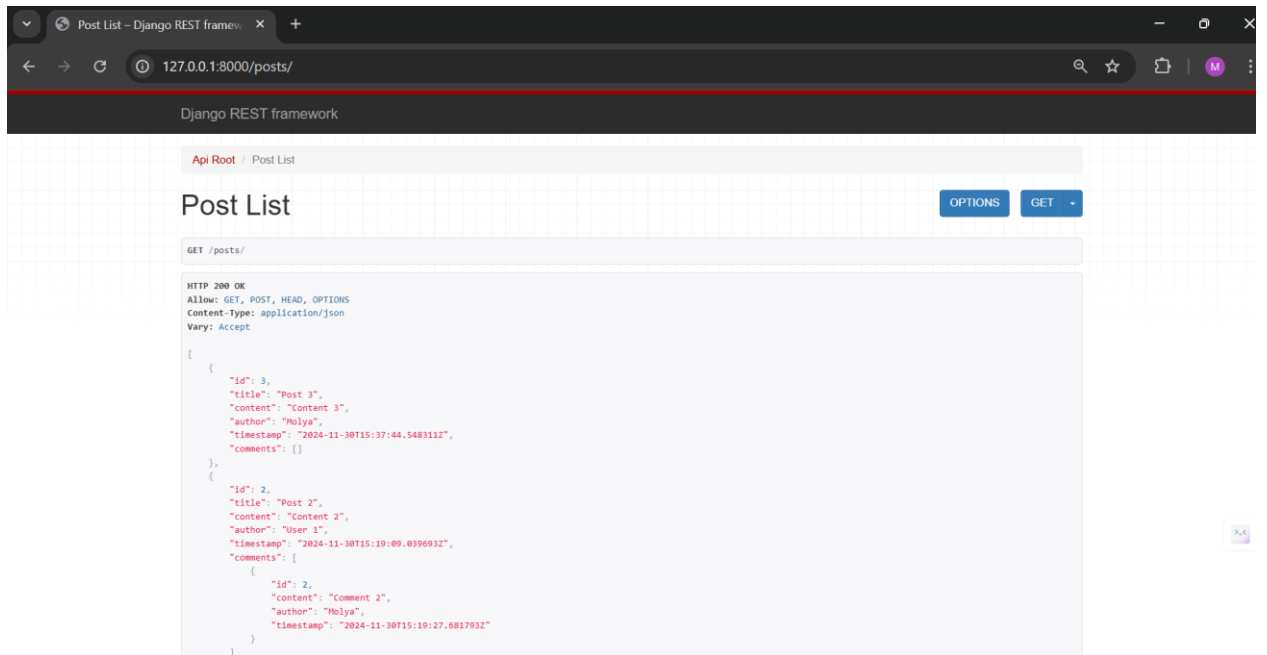 Post List – Django REST framew
127.0.0.1:8000/posts/
M
Django REST framework
Api Root / Post List
Post List
OPTIONS
GET
GET /posts/
HTTP 200 OK
Allow: GET, POST, HEAD, OPTIONS
Content-Type: application/json
Vary: Accept
[
    {
        "id": 3,
        "title": "Post 3",
        "content": "Content 3",
        "author": "Molya",
        "timestamp": "2024-11-30T15:37:44.548311Z",
        "comments": []
    },
    {
        "id": 2,
        "title": "Post 2",
        "content": "Content 2",
        "author": "User 1",
        "timestamp": "2024-11-30T15:19:09.039693Z",
        "comments": [
            {
                "id": 2,
                "content": "Comment 2",
                "author": "Molya",
                "timestamp": "2024-11-30T15:19:27.681793Z"
            }
        ]